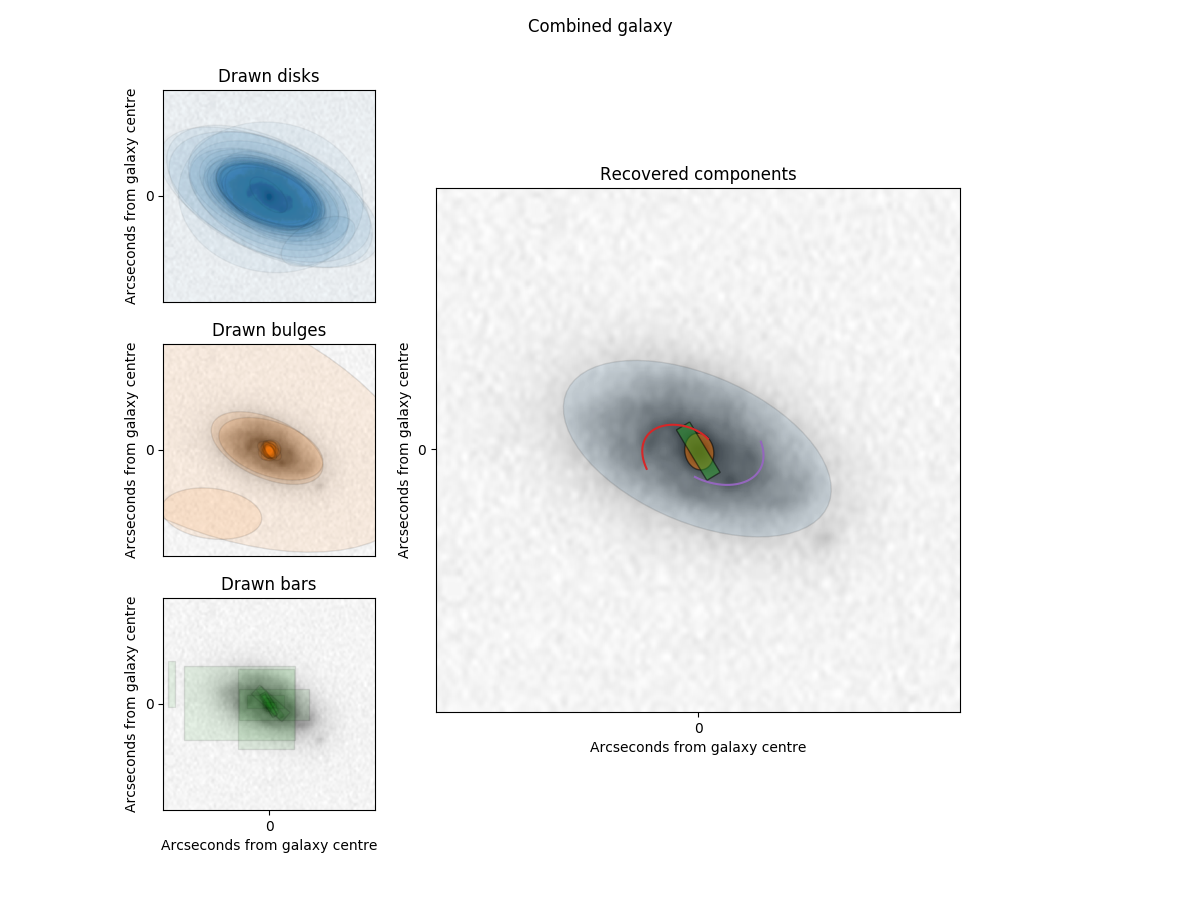 Combined galaxy
Drawn disks
Arcseconds from galaxy centre
0
Drawn bulges
Arcseconds from galaxy centre
0
Drawn bars
Arcseconds from galaxy centre
0
0
Arcseconds from galaxy centre
Recovered components
Arcseconds from galaxy centre
0
0
Arcseconds from galaxy centre